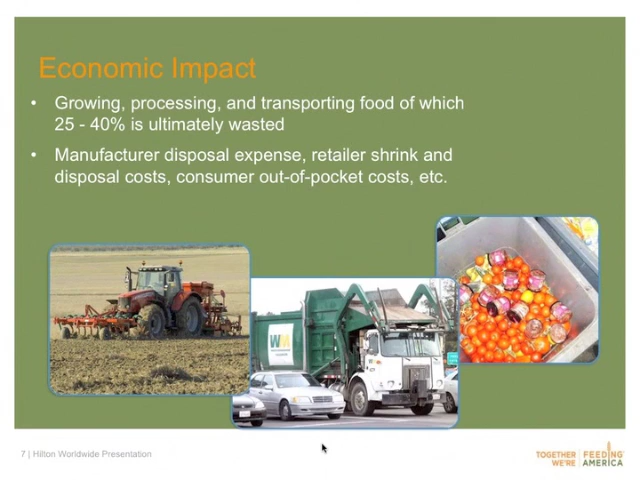 Economic Impact
• Growing, processing, and transporting food of which
25 - 40% is ultimately wasted
• Manufacturer disposal expense, retailer shrink and
disposal costs, consumer out-of-pocket costs, etc.
WM
7 | Hilton Worldwide Presentation
TOGETHER
WE'RE
FEEDING
AMERICA